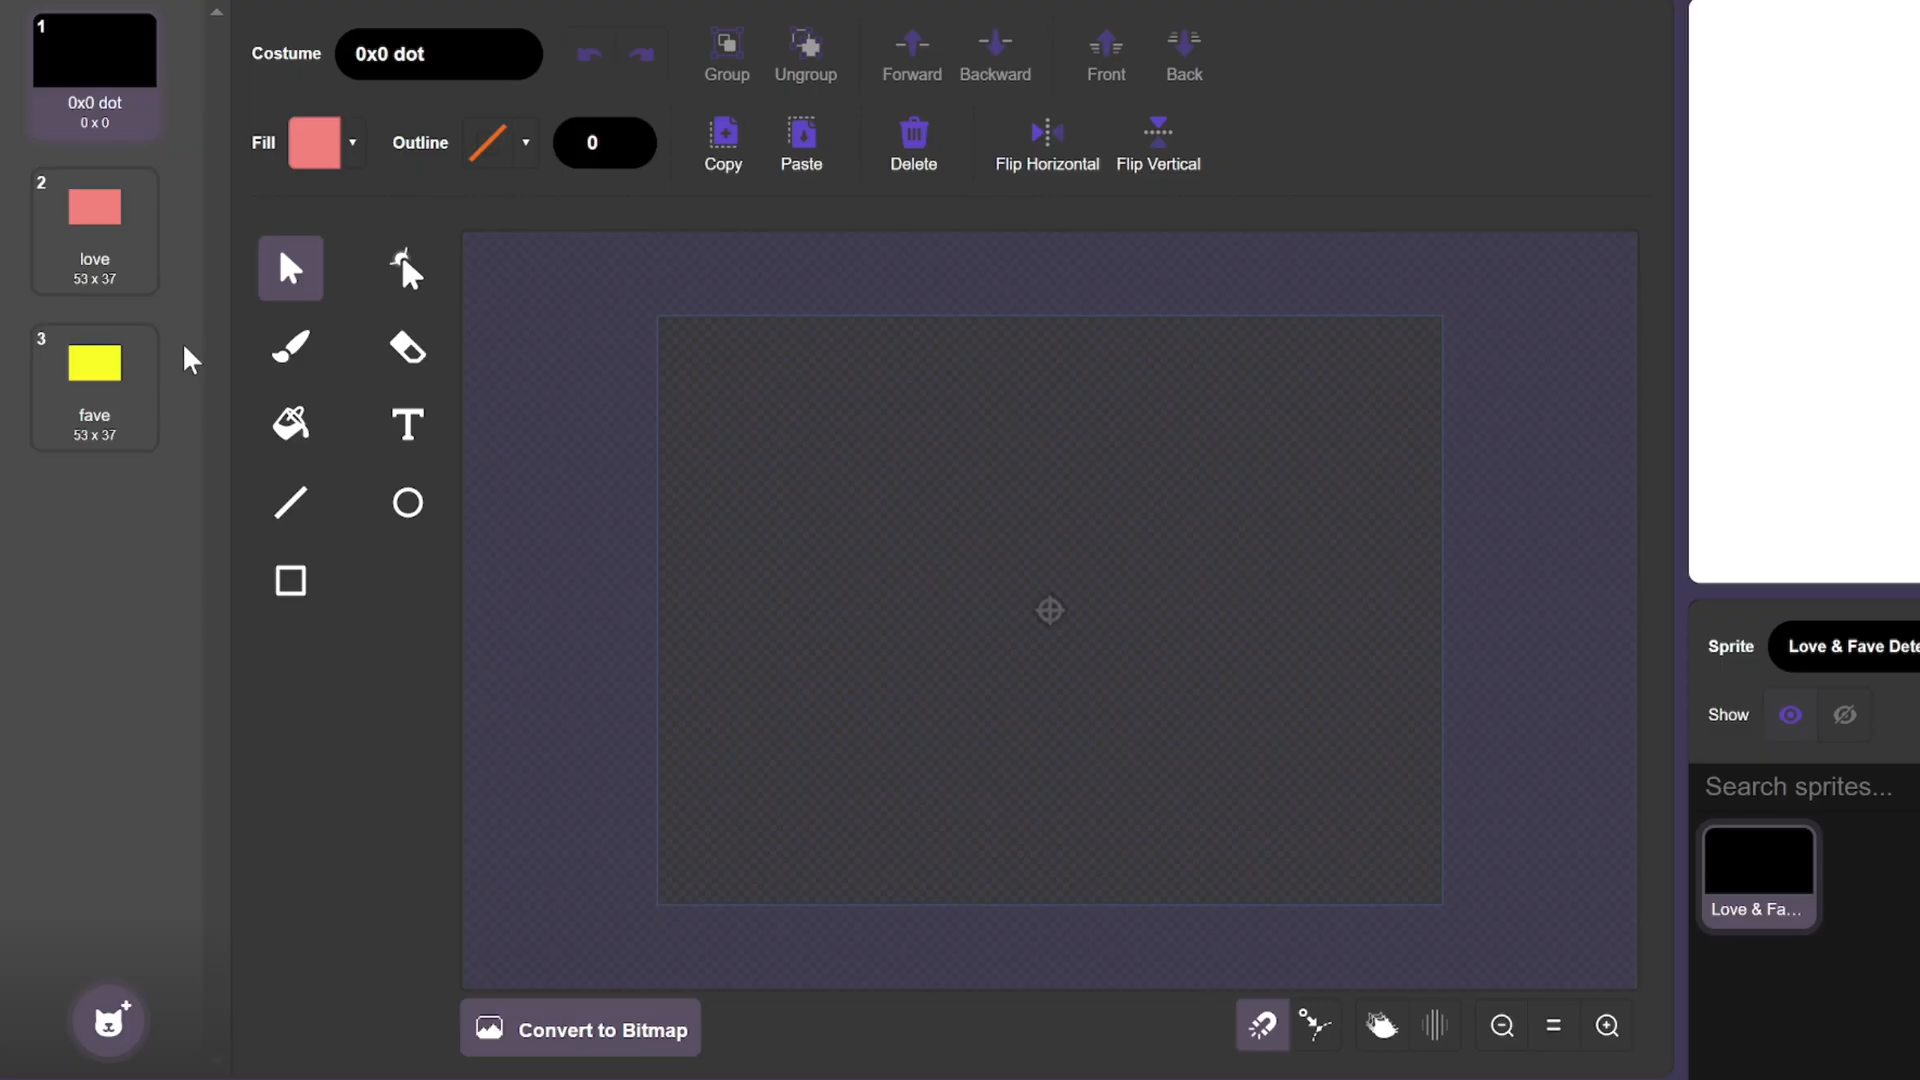 1
0x0 dot
0 x 0
2
love
53 x 37
3
fave
53 x 37
Costume
0x0 dot
Group
Ungroup
Forward
Backward
Front
Back
Fill
Outline
0
Copy
Paste
Delete
Flip Horizontal
Flip Vertical
Convert to Bitmap
Sprite
Love & Fave Dete
Show
Search sprites...
Love & Fa...